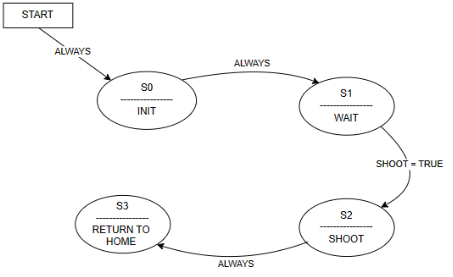 START
ALWAYS
ALWAYS
S0
----------------
INIT
S1
----------------
WAIT
SHOOT = TRUE
S3
----------------
RETURN TO
HOME
S2
----------------
SHOOT
ALWAYS